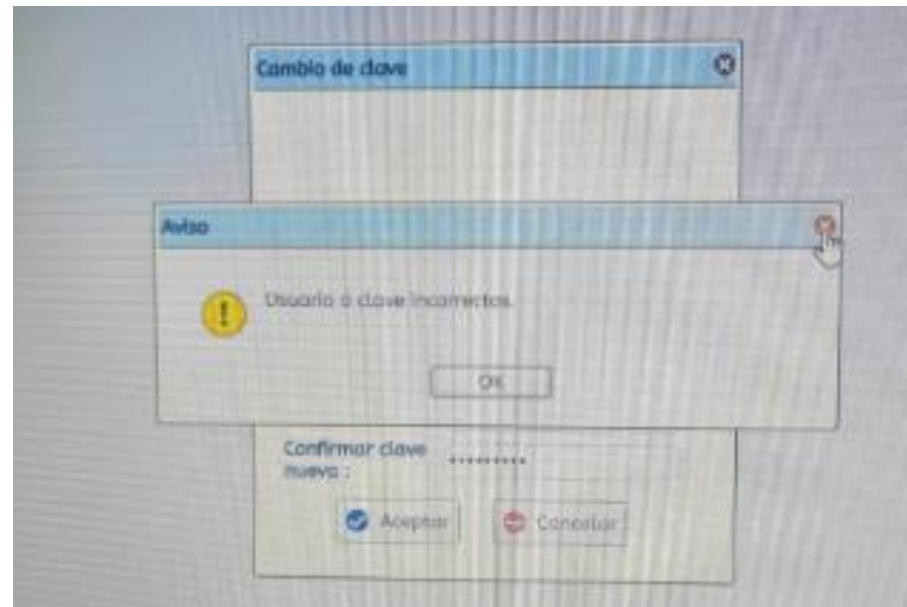 Cambio de clave
Aviso
Usuario o clave incorrectos.
OK
Confirmar clave
nueva :
Aceptar
Cancelar